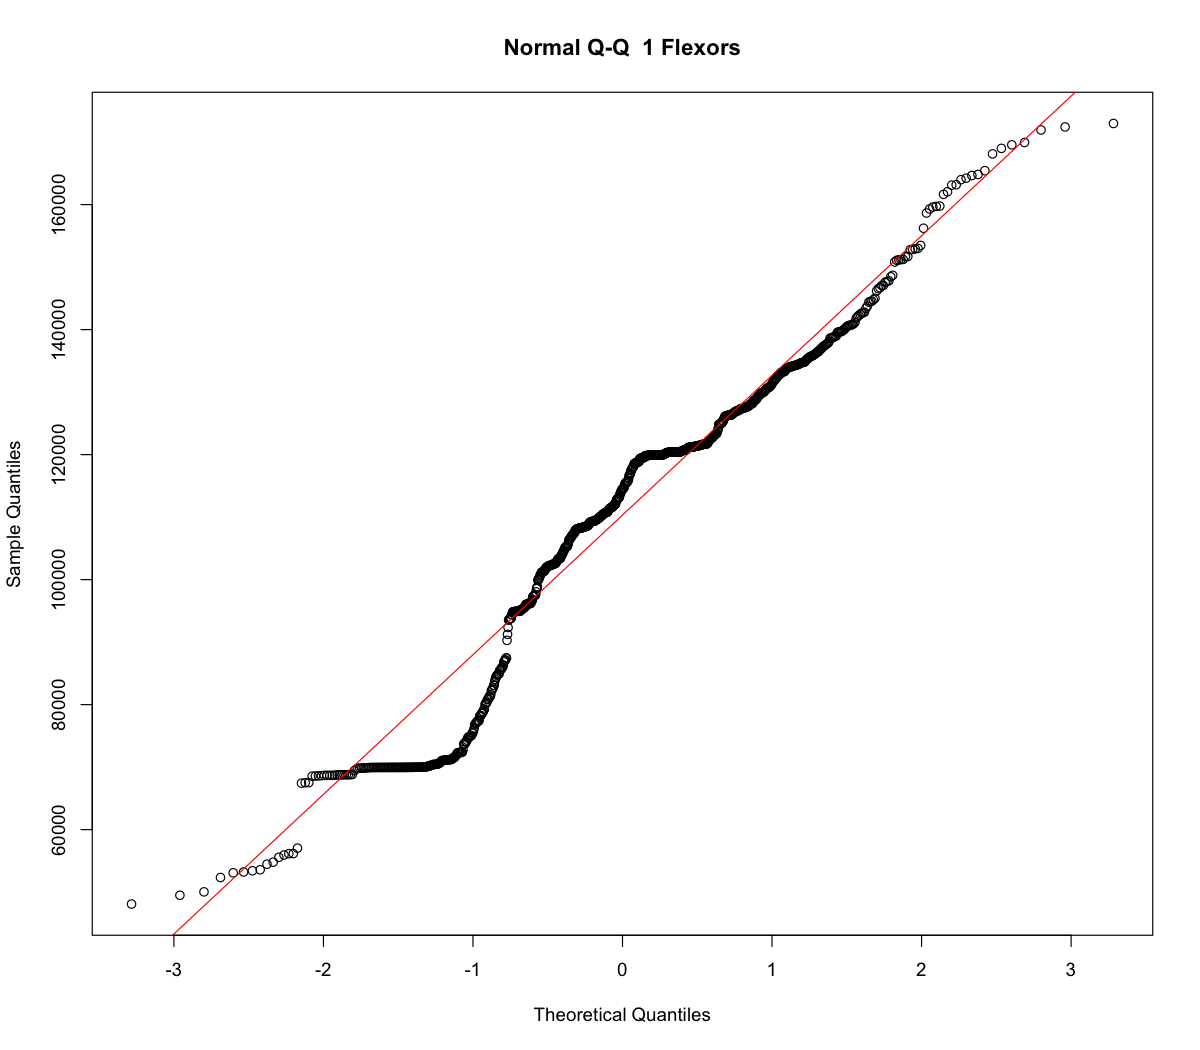 Normal Q-Q  1 Flexors
160000
140000
120000
100000
80000
60000
Sample Quantiles
-3 -2 -1 0 1 2 3
Theoretical Quantiles